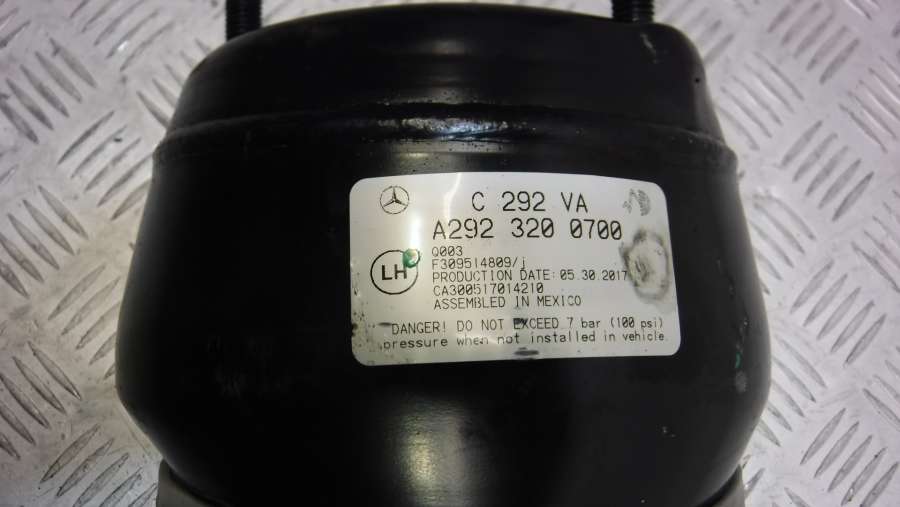 C 292 VA
A292 320 0700
Q003
F309514809/j
LH
PRODUCTION DATE: 05.30.2017
CA300517014210
ASSEMBLED IN MEXICO
DANGER! DO NOT EXCEED 7 bar (100 psi)
pressure when not installed in vehicle.